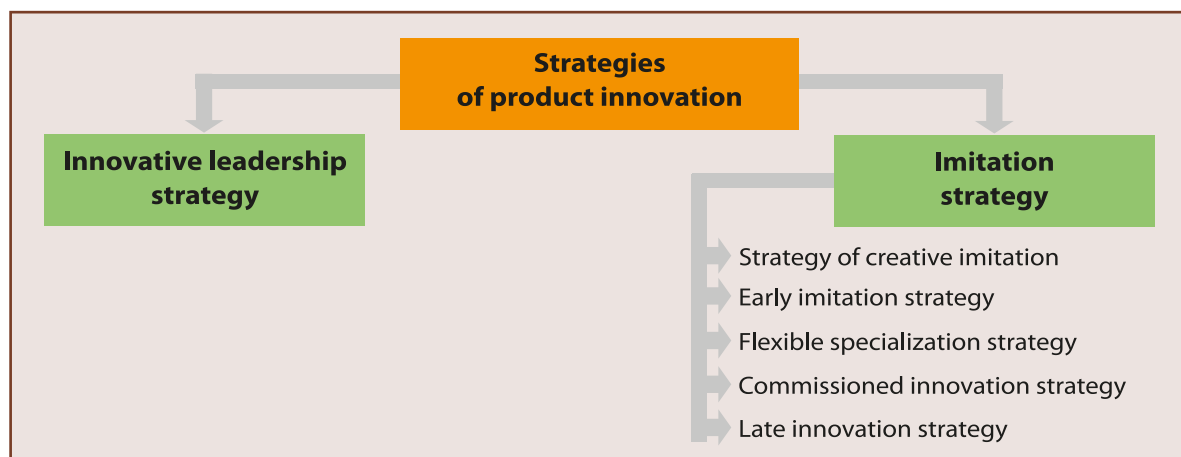 Strategies
of product innovation
Innovative leadership
strategy
Imitation
strategy
Strategy of creative imitation
Early imitation strategy
Flexible specialization strategy
Commissioned innovation strategy
Late innovation strategy